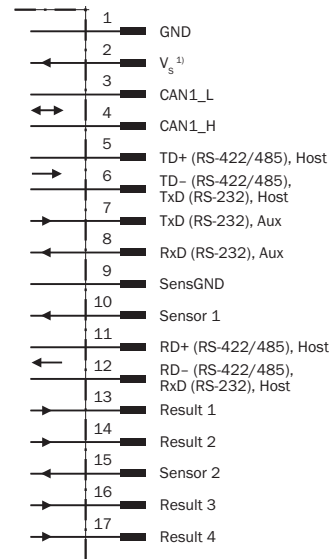 1
GND
2
Vs 1)
3
CAN1_L
4
CAN1_H
5
TD+ (RS-422/485), Host
6
TD– (RS-422/485),
TxD (RS-232), Host
7
TxD (RS-232), Aux
8
RxD (RS-232), Aux
9
SensGND
10
Sensor 1
11
RD+ (RS-422/485), Host
12
RD– (RS-422/485),
RxD (RS-232), Host
13
Result 1
14
Result 2
15
Sensor 2
16
Result 3
17
Result 4